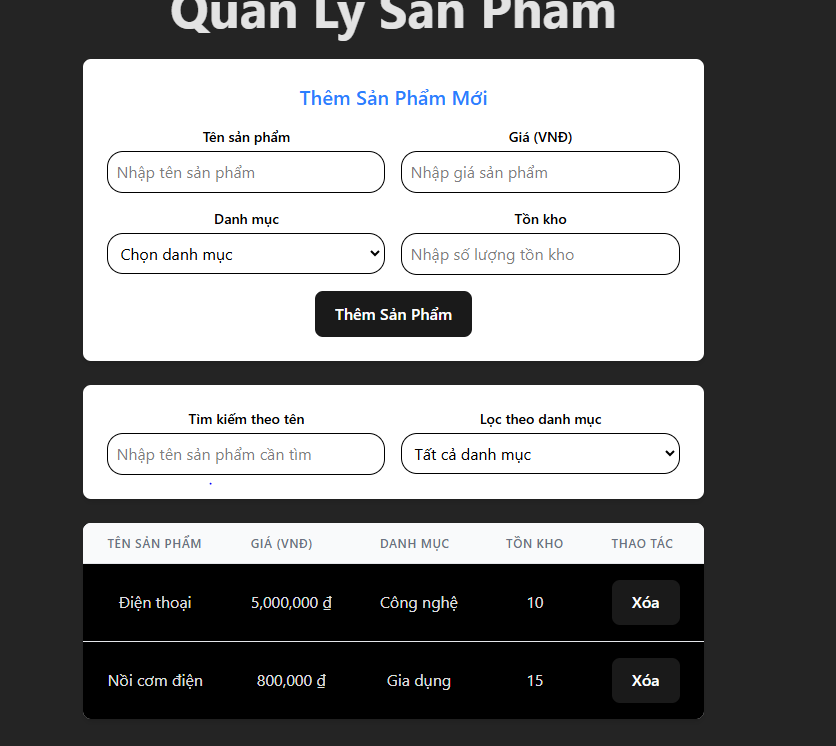 Quản Lý Sản Phẩm
Thêm Sản Phẩm Mới
Tên sản phẩm
Giá (VNĐ)
Nhập tên sản phẩm
Nhập giá sản phẩm
Danh mục
Tồn kho
Chọn danh mục
Nhập số lượng tồn kho
Thêm Sản Phẩm
Tìm kiếm theo tên
Lọc theo danh mục
Nhập tên sản phẩm cần tìm
Tất cả danh mục
TÊN SẢN PHẨM GIÁ (VNĐ) DANH MỤC TỒN KHO THAO TÁC
Điện thoại 5,000,000 ₫ Công nghệ 10 Xóa
Nồi cơm điện 800,000 ₫ Gia dụng 15 Xóa